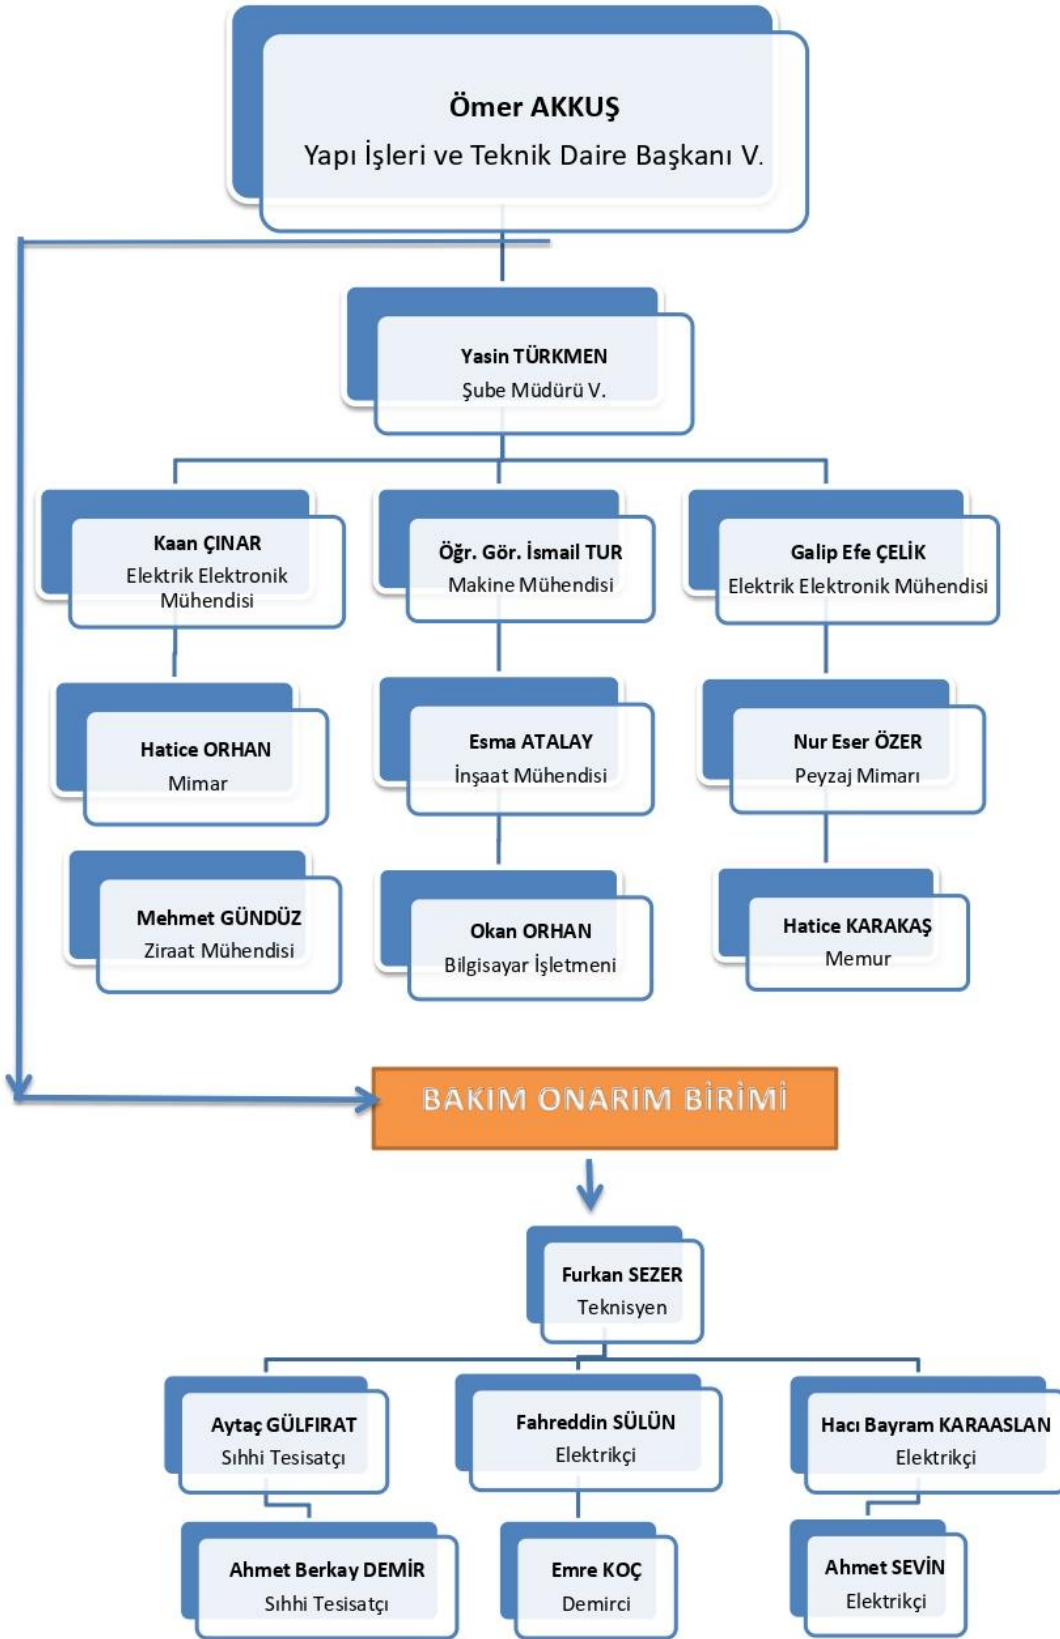 Ömer AKKUŞ
Yapı İşleri ve Teknik Daire Başkanı V.
Yasin TÜRKMEN
Şube Müdürü V.
Kaan ÇINAR
Elektrik Elektronik
Mühendisi
Öğr. Gör. İsmail TUR
Makine Mühendisi
Galip Efe ÇELİK
Elektrik Elektronik Mühendisi
Hatice ORHAN
Mimar
Esma ATALAY
İnşaat Mühendisi
Nur Eser ÖZER
Peyzaj Mimarı
Mehmet GÜNDÜZ
Ziraat Mühendisi
Okan ORHAN
Bilgisayar İşletmeni
Hatice KARAKAŞ
Memur
BAKIM ONARIM BİRİMİ
Furkan SEZER
Teknisyen
Aytaç GÜLFIRAT
Sıhhi Tesisatçı
Fahreddin SÜLÜN
Elektrikçi
Hacı Bayram KARAASLAN
Elektrikçi
Ahmet Berkay DEMİR
Sıhhi Tesisatçı
Emre KOÇ
Demirci
Ahmet SEVİN
Elektrikçi